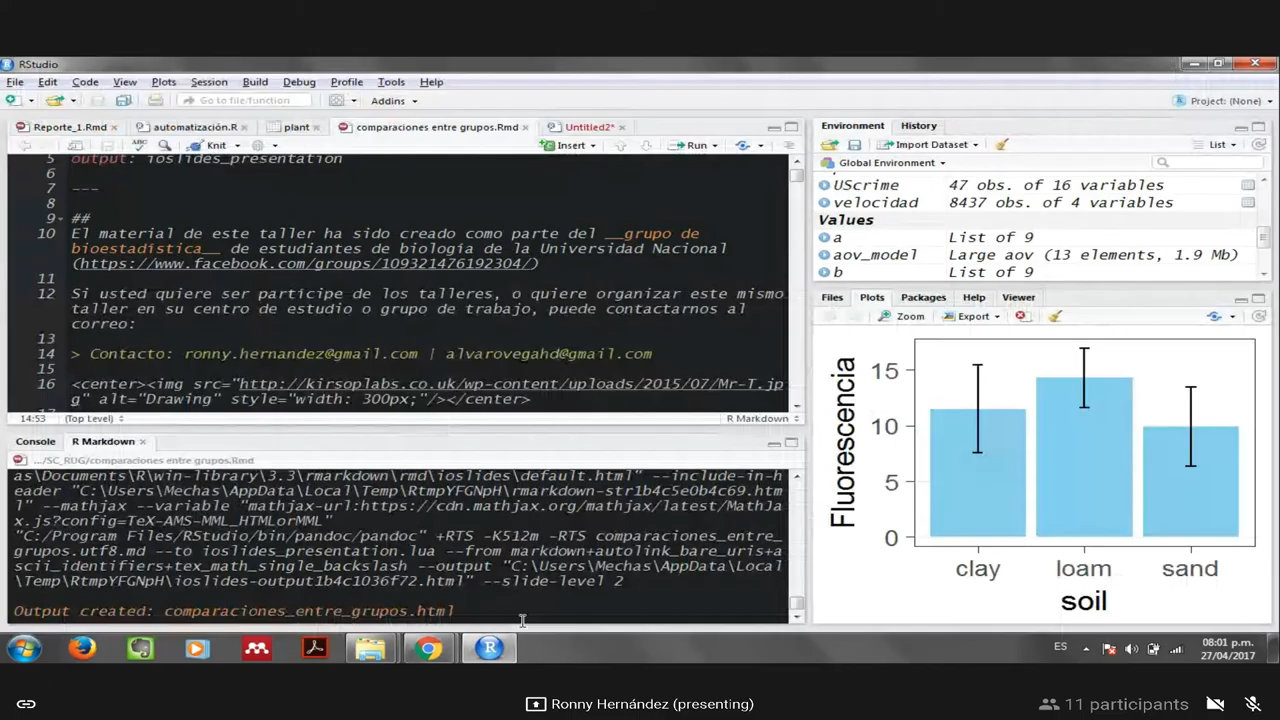 RStudio
File Edit Code View Plots Session Build Debug Profile Tools Help
Go to file/function Addins Project: (None)
Reporte_1.Rmd automatización.R plant comparaciones entre grupos.Rmd Untitled2*
ABC Knit Insert Run
5 output: ioslides_presentation
6
7 ---
8
9 ##
10 El material de este taller ha sido creado como parte del __grupo de
bioestadística__ de estudiantes de biología de la Universidad Nacional
(https://www.facebook.com/groups/109321476192304/)
11
12 Si usted quiere ser partícipe de los talleres, o quiere organizar este mismo
taller en su centro de estudio o grupo de trabajo, puede contactarnos al
correo:
13
14 > Contacto: ronny.hernandez@gmail.com | alvarovegahd@gmail.com
15
16 <center><img src="http://kirsoplabs.co.uk/wp-content/uploads/2015/07/Mr-T.jp
g" alt="Drawing" style="width: 300px;"/></center>
14:53 (Top Level) R Markdown
Console R Markdown
.../SC_RUG/comparaciones entre grupos.Rmd
as\Documents\R\win-library\3.3\rmarkdown\rmd\ioslides\default.html" --include-in-h
eader "C:\Users\Mechas\AppData\Local\Temp\RtmpYFGNpH\rmarkdown-str1b4c5e0b4c69.htm
l" --mathjax --variable "mathjax-url:https://cdn.mathjax.org/mathjax/latest/MathJa
x.js?config=TeX-AMS-MML_HTMLorMML"
"C:/Program Files/RStudio/bin/pandoc/pandoc" +RTS -K512m -RTS comparaciones_entre_
grupos.utf8.md --to ioslides_presentation.lua --from markdown+autolink_bare_uris+a
scii_identifiers+tex_math_single_backslash --output "C:\Users\Mechas\AppData\Local
\Temp\RtmpYFGNpH\ioslides-output1b4c1036f72.html" --slide-level 2
Output created: comparaciones_entre_grupos.html
Environment History
Import Dataset List
Global Environment
UScrime 47 obs. of 16 variables
velocidad 8437 obs. of 4 variables
Values
a List of 9
aov_model Large aov (13 elements, 1.9 Mb)
b List of 9
Files Plots Packages Help Viewer
Zoom Export
Fluorescencia
15
10
5
0
clay loam sand
soil
ES 08:01 p.m.
27/04/2017
Ronny Hernández (presenting) 11 participants